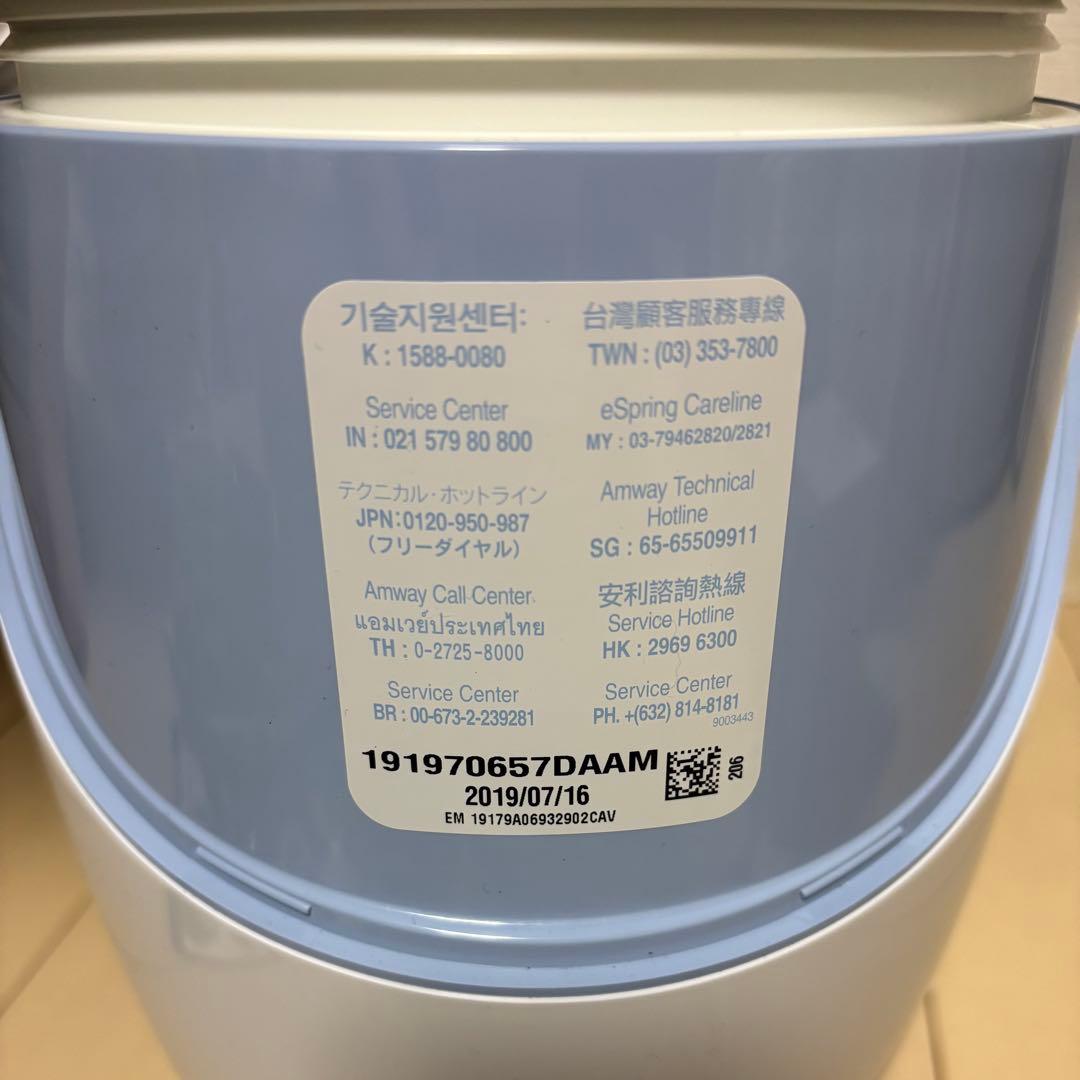 기술지원센터:
K : 1588-0080
Service Center
IN : 021 579 80 800
テクニカル・ホットライン
JPN:0120-950-987
(フリーダイヤル)
Amway Call Center
แอมเวย์ประเทศไทย
TH : 0-2725-8000
Service Center
BR : 00-673-2-239281
台灣顧客服務專線
TWN : (03) 353-7800
eSpring Careline
MY : 03-79462820/2821
Amway Technical
Hotline
SG : 65-65509911
安利諮詢熱線
Service Hotline
HK : 2969 6300
Service Center
PH. +(632) 814-8181
9003443
191970657DAAM
2019/07/16
EM 19179A06932902CAV
206